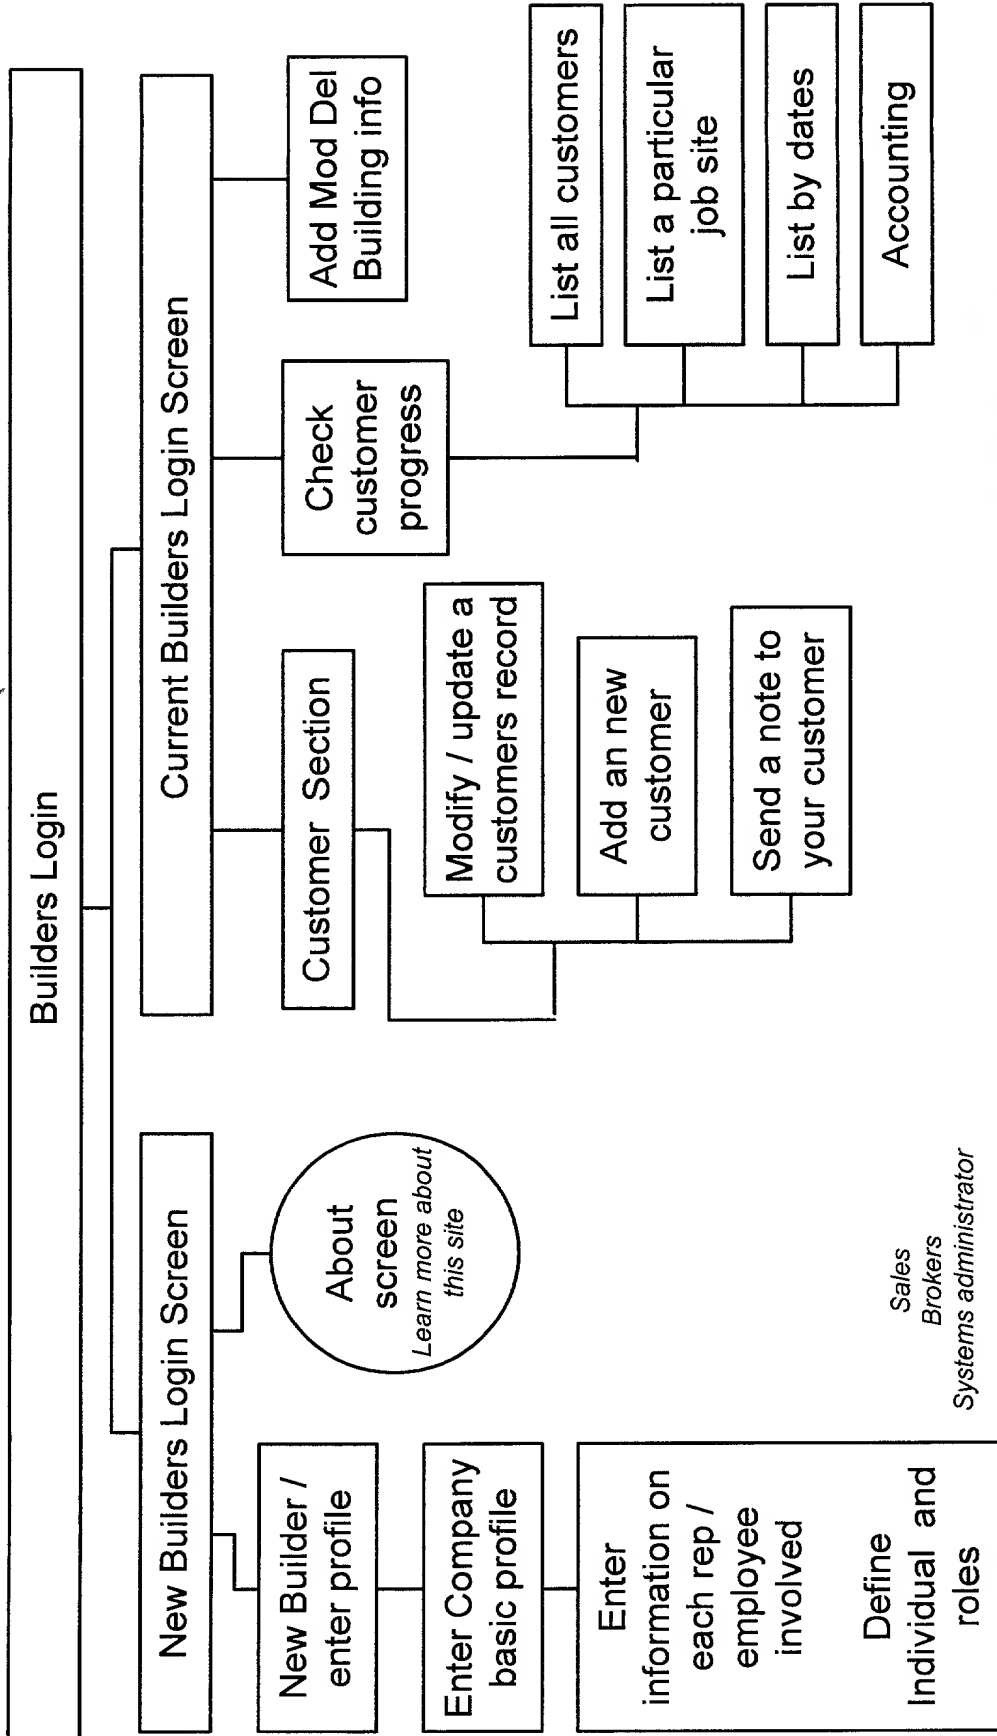 Builders Login
New Builders Login Screen
New Builder /
enter profile
Enter Company
basic profile
Enter
information on
each rep /
employee
involved
Define
Individual and
roles
About
screen
Learn more about
this site
Sales
Brokers
Systems administrator
Current Builders Login Screen
Customer Section
Modify / update a
customers record
Add an new
customer
Send a note to
your customer
Check
customer
progress
List all customers
List a particular
job site
List by dates
Accounting
Add Mod Del
Building info